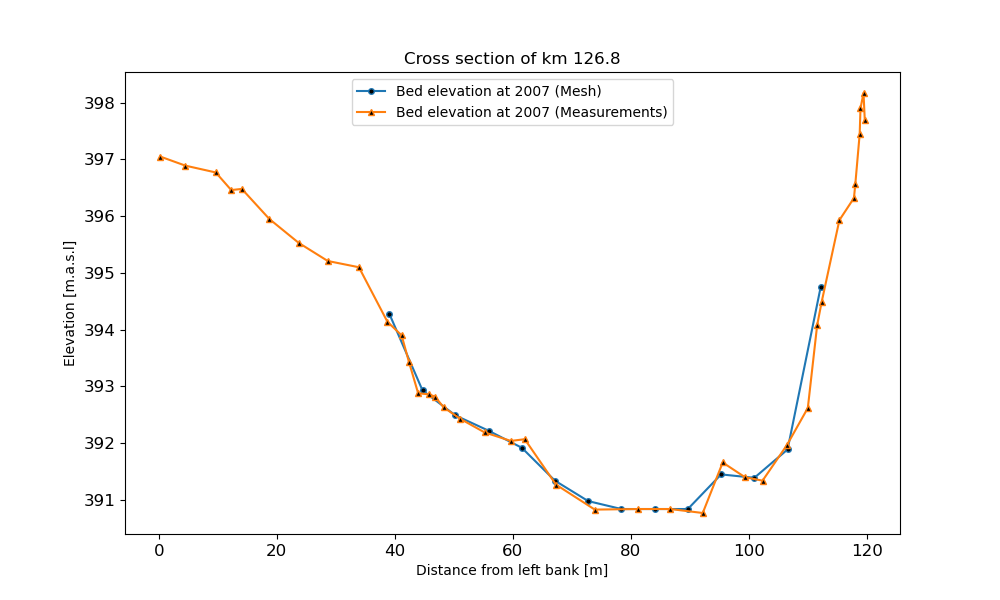 Cross section of km 126.8
Bed elevation at 2007 (Mesh)
Bed elevation at 2007 (Measurements)
398
397
396
395
394
393
392
391
Elevation [m.a.s.l]
0 20 40 60 80 100 120
Distance from left bank [m]